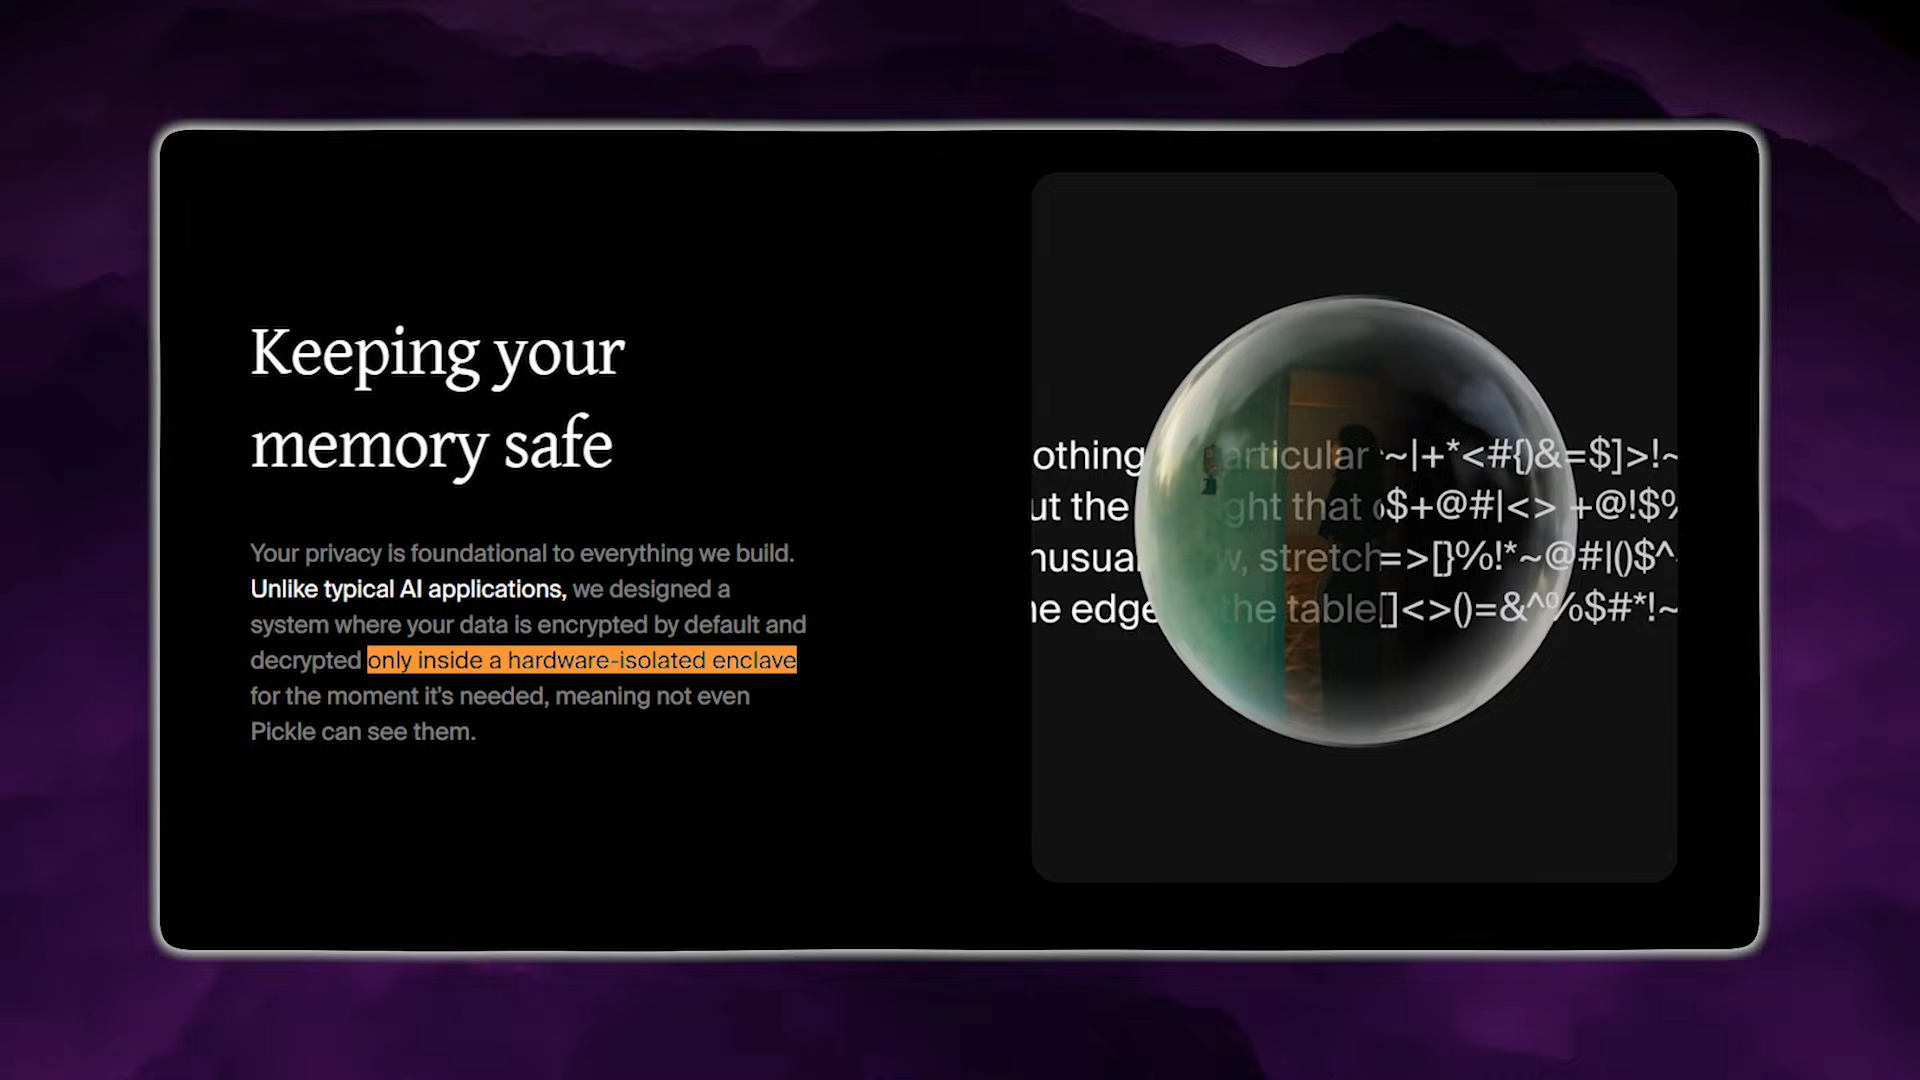 Keeping your
memory safe
Your privacy is foundational to everything we build.
Unlike typical AI applications, we designed a
system where your data is encrypted by default and
decrypted only inside a hardware-isolated enclave
for the moment it's needed, meaning not even
Pickle can see them.
othing articular ~|+*<#{)&=$]>!~
ut the ght that $+@#|<> +@!$%
nusual w, stretch=>[}%!*~@#|()$^
he edge the table[]<>()=&^%$#*!~